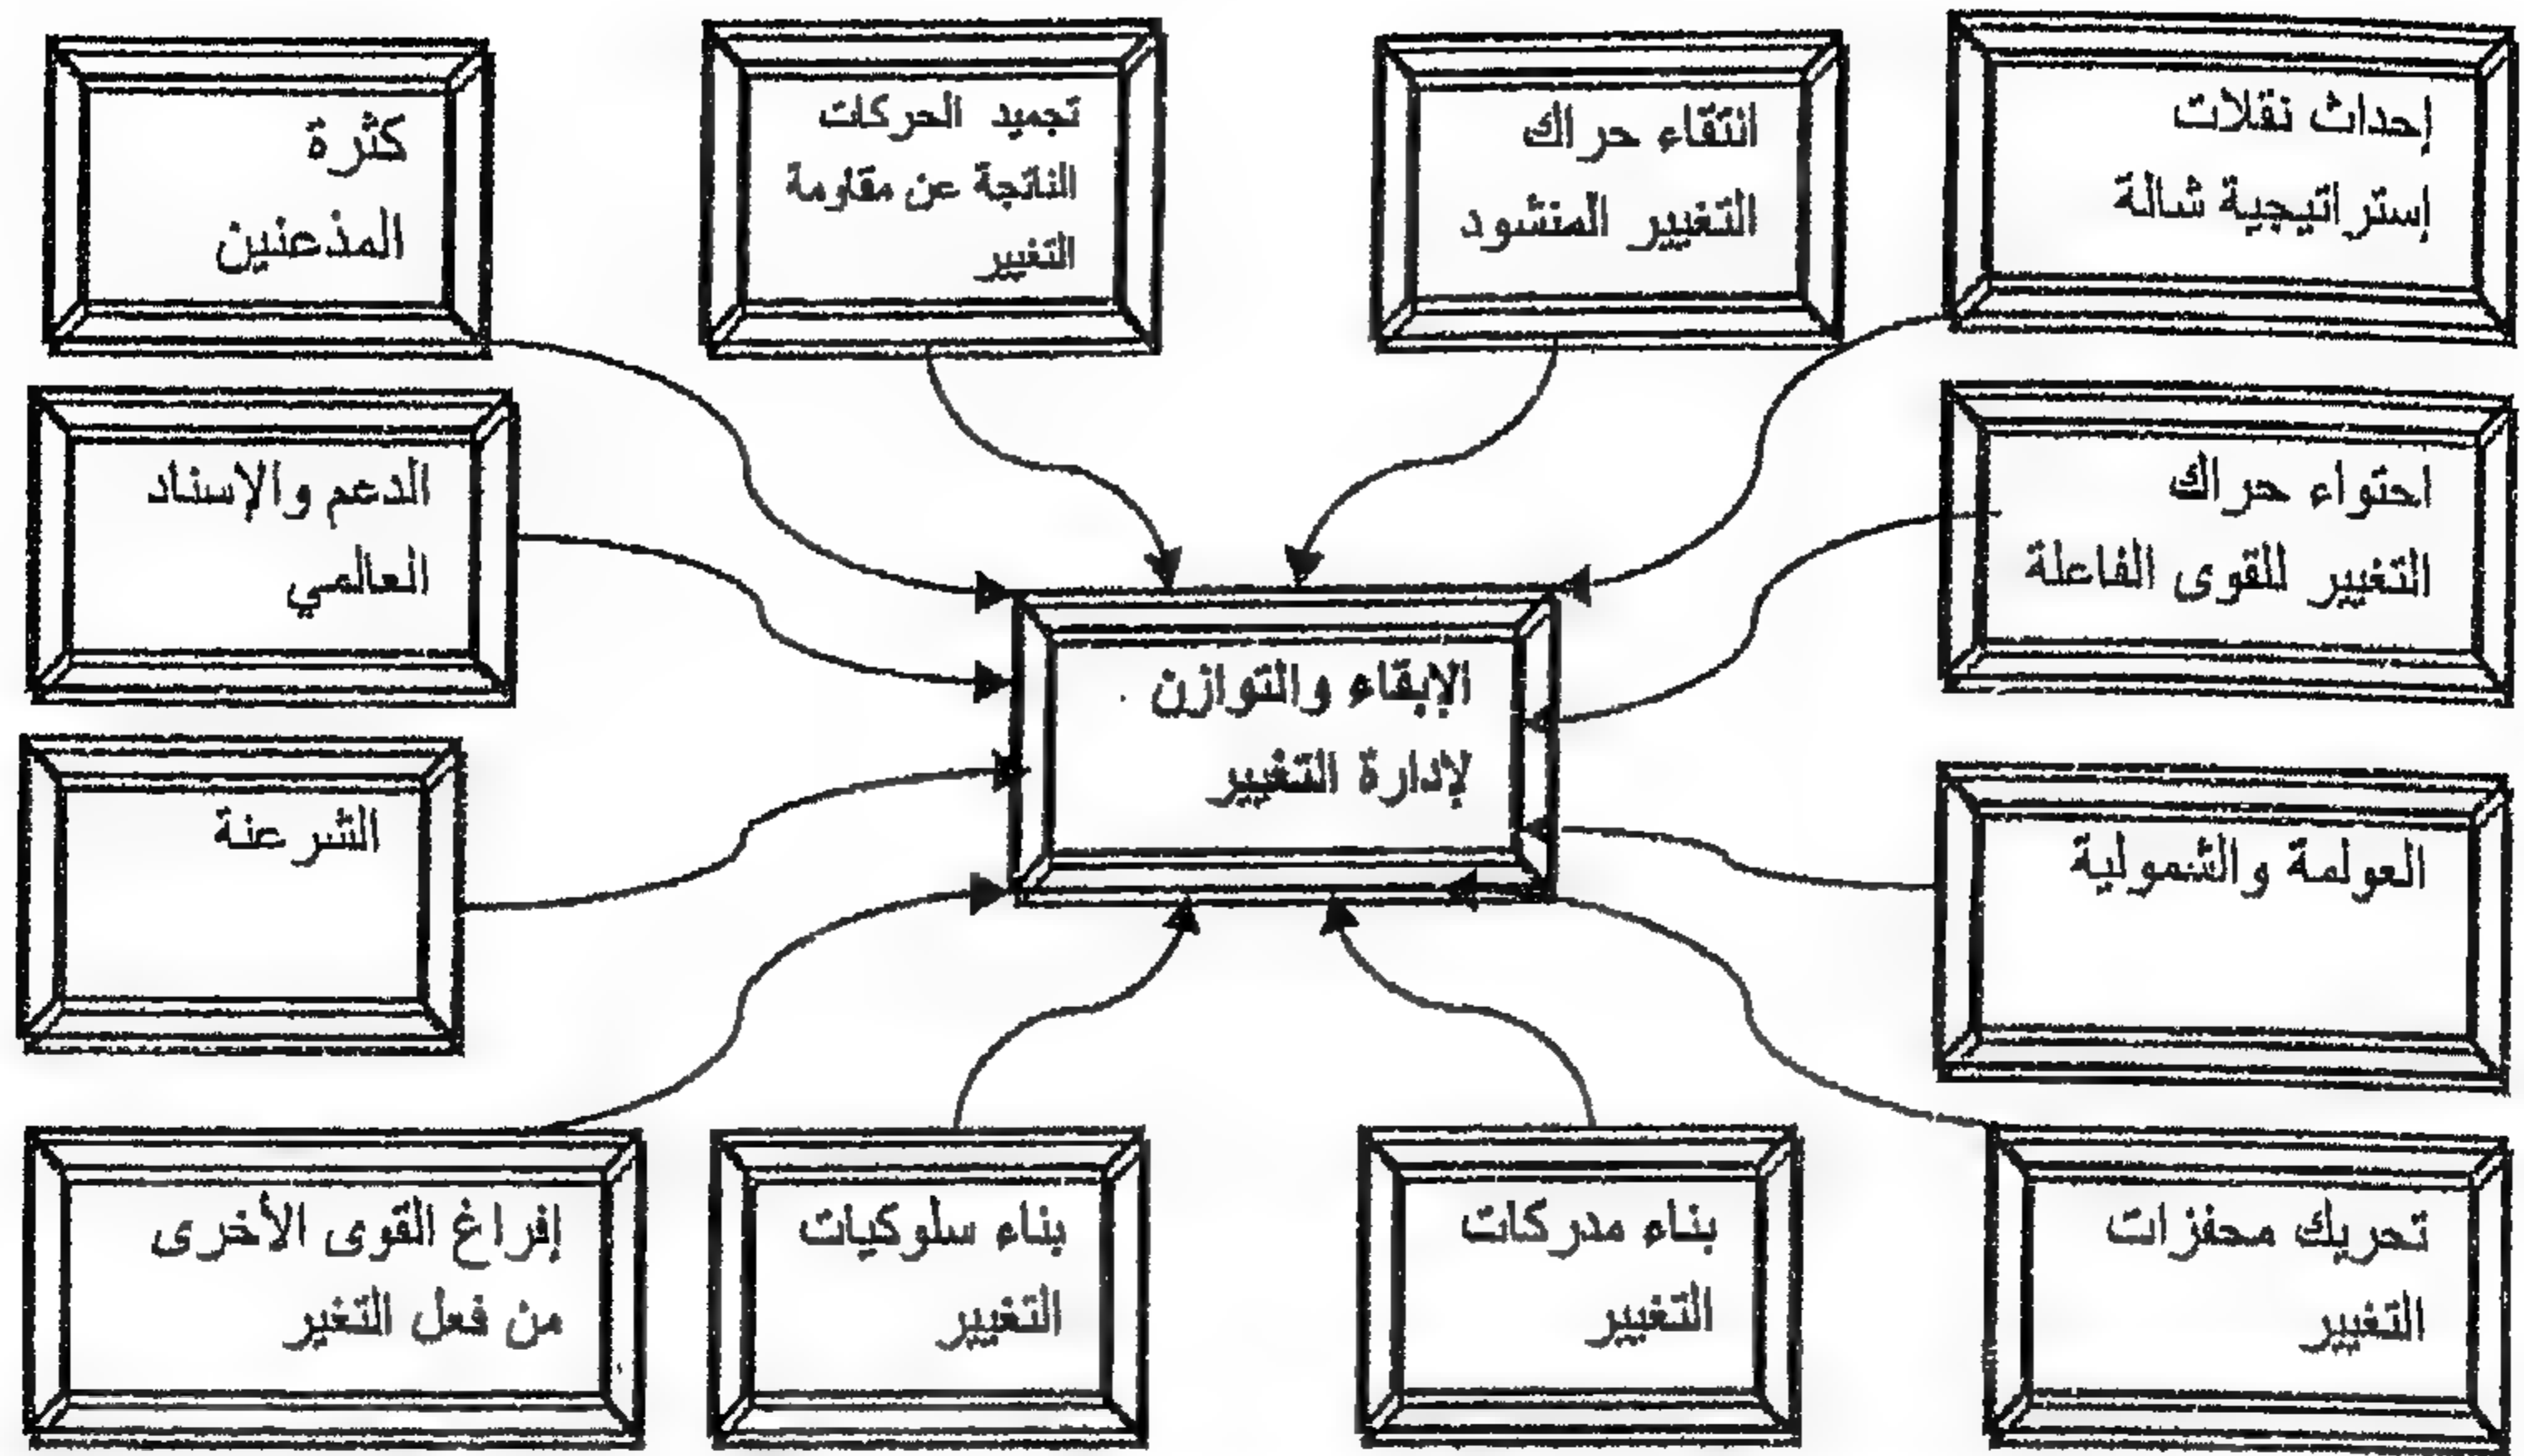 إحداث نقلات
إستراتيجية شالة
انتقاء حراك
التغيير المنشود
تجميد الحركات
الناتجة عن مقاومة
التغيير
كثرة
المذعنين
احتواء حراك
التغيير للقوى الفاعلة
الدعم والإسناد
العالمي
الإبقاء والتوازن
لإدارة التغيير
العولمة والشمولية
الشرعنة
تحريك محفزات
التغيير
بناء مدركات
التغيير
بناء سلوكيات
التغيير
إفراغ القوى الأخرى
من فعل التغير